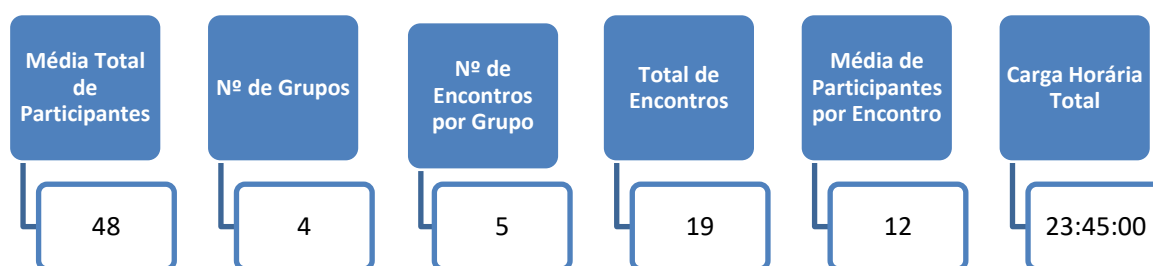 Média Total
de
Participantes
48
Nº de Grupos
4
Nº de
Encontros
por Grupo
5
Total de
Encontros
19
Média de
Participantes
por Encontro
12
Carga Horária
Total
23:45:00